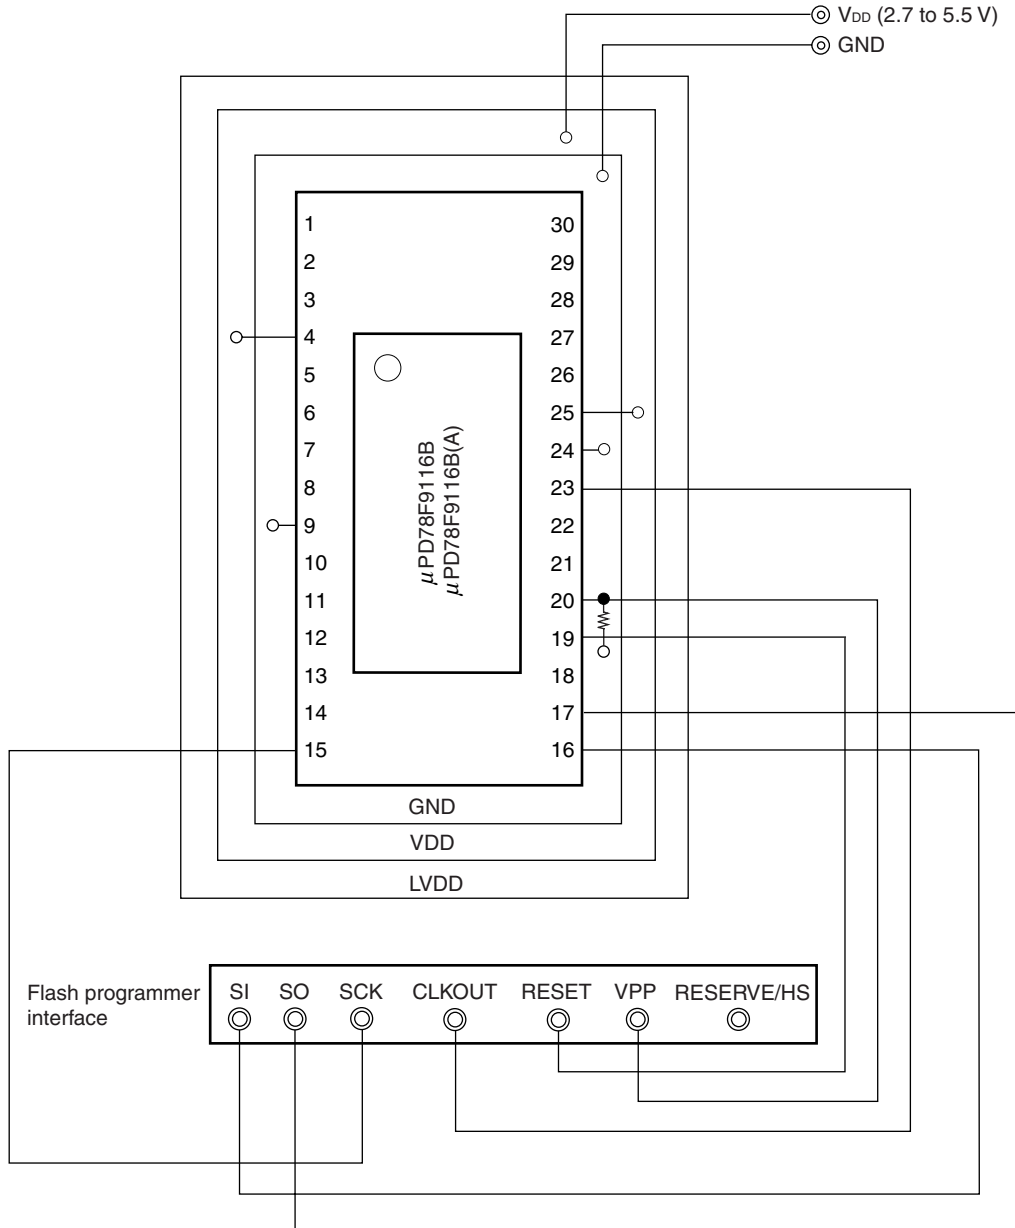 VDD (2.7 to 5.5 V)
GND
1 30
2 29
3 28
4 27
5 26
6 25
7 24
8 23
9 22
10 21
11 20
12 19
13 18
14 17
15 16
μPD78F9116B
μPD78F9116B(A)
GND
VDD
LVDD
Flash programmer
interface
SI SO SCK CLKOUT RESET VPP RESERVE/HS